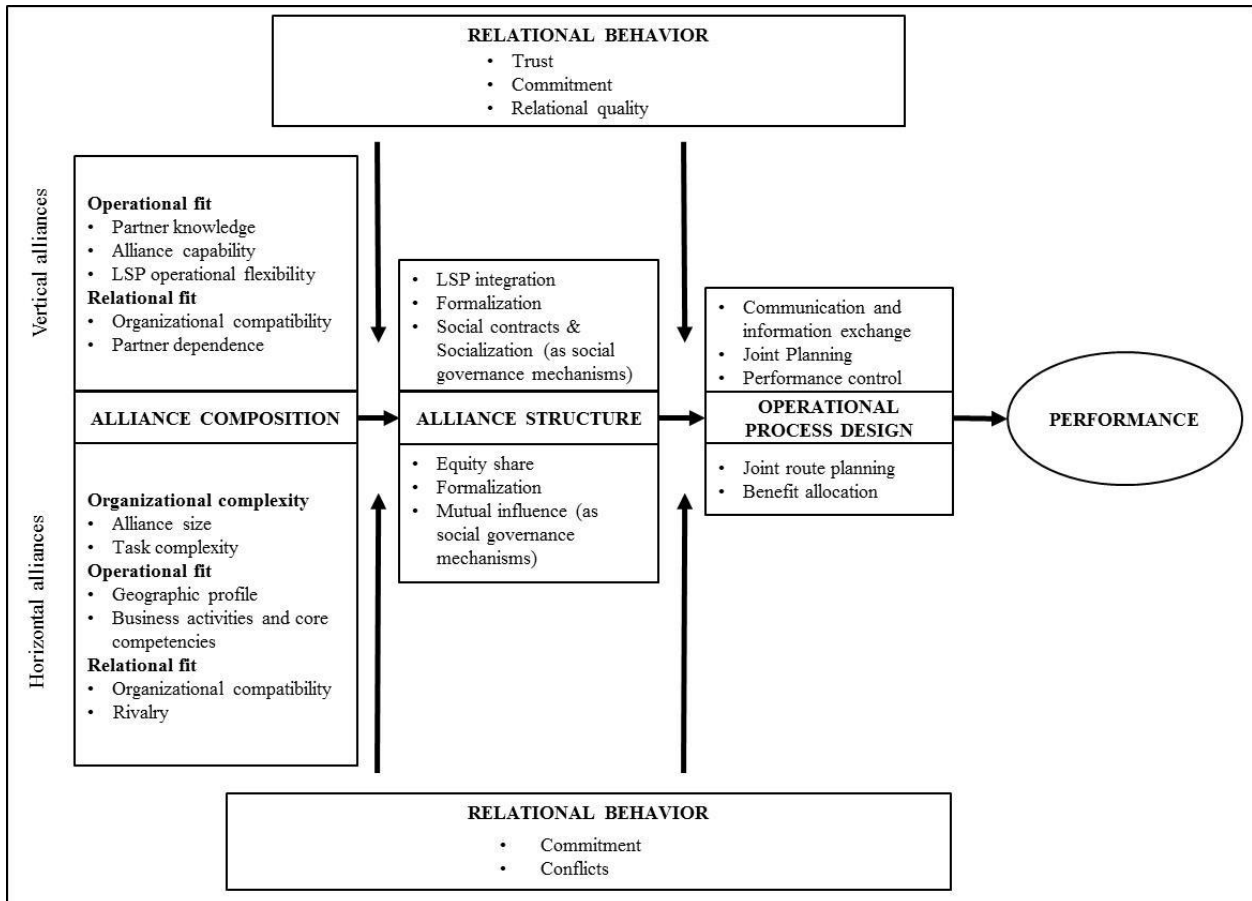 RELATIONAL BEHAVIOR
• Trust
• Commitment
• Relational quality
Vertical alliances
Operational fit
• Partner knowledge
• Alliance capability
• LSP operational flexibility
Relational fit
• Organizational compatibility
• Partner dependence
• LSP integration
• Formalization
• Social contracts &
Socialization (as social
governance mechanisms)
• Communication and
information exchange
• Joint Planning
• Performance control
ALLIANCE COMPOSITION
ALLIANCE STRUCTURE
OPERATIONAL
PROCESS DESIGN
PERFORMANCE
Horizontal alliances
Organizational complexity
• Alliance size
• Task complexity
Operational fit
• Geographic profile
• Business activities and core
competencies
Relational fit
• Organizational compatibility
• Rivalry
• Equity share
• Formalization
• Mutual influence (as
social governance
mechanisms)
• Joint route planning
• Benefit allocation
RELATIONAL BEHAVIOR
• Commitment
• Conflicts